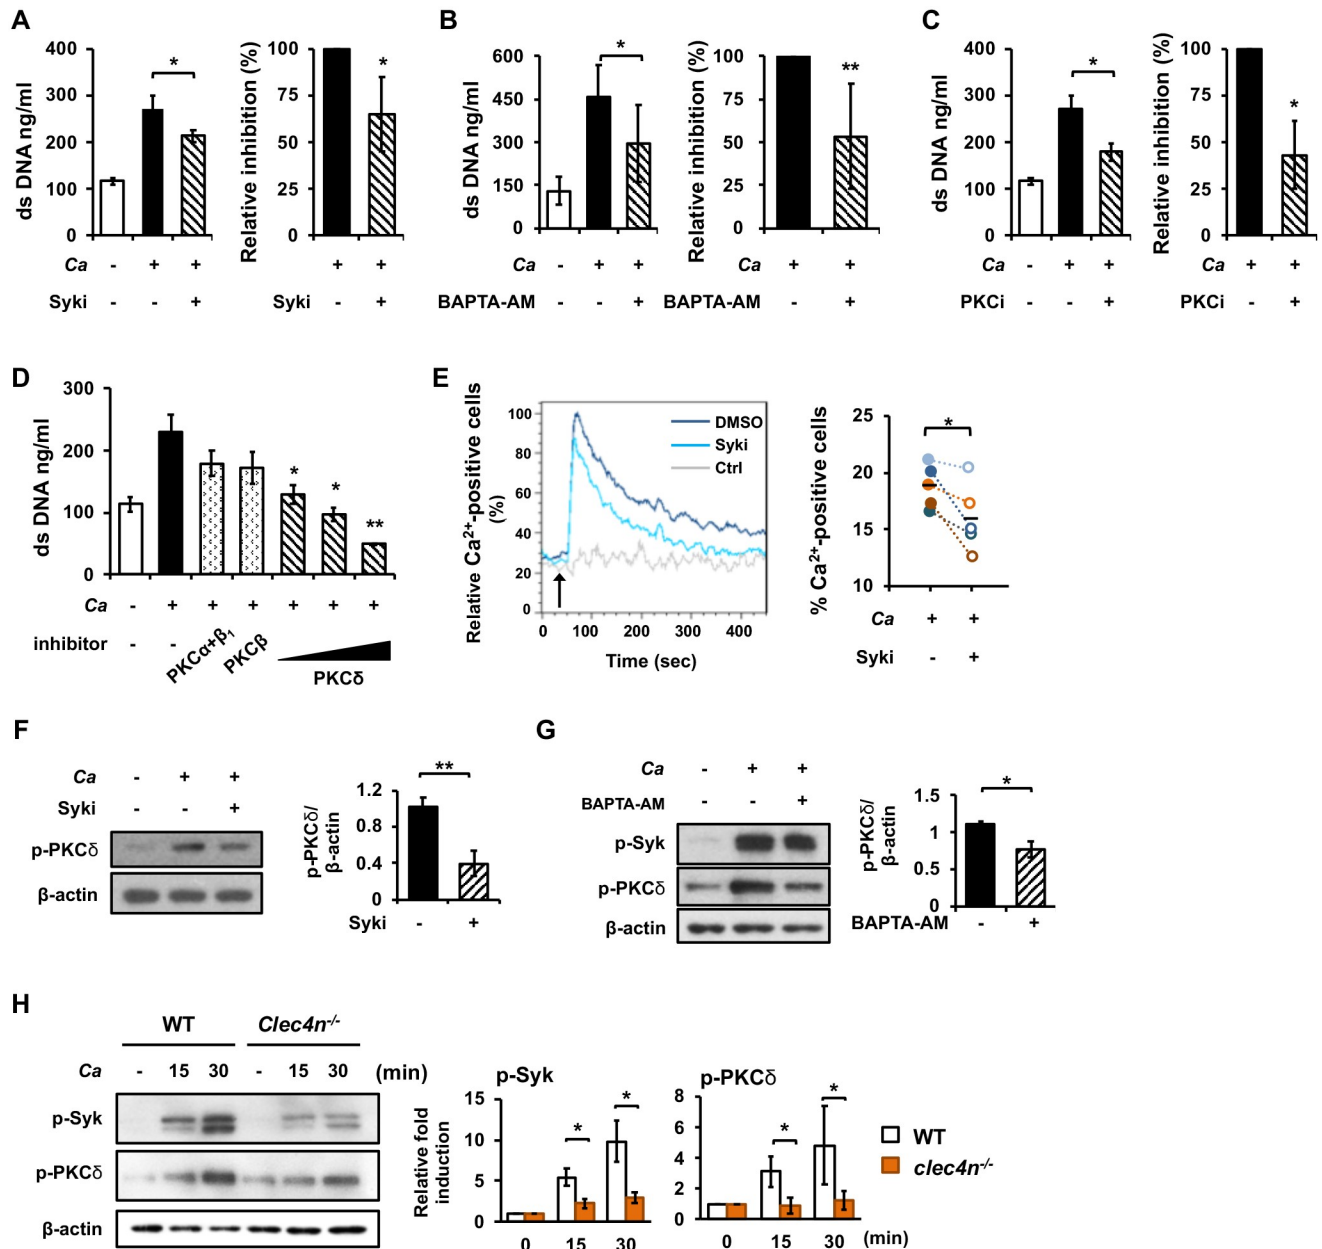 A
ds DNA ng/ml
400
300
200
100
0
*
Ca - + +
Syki - - +
Relative inhibition (%)
100
75
50
25
0
*
+ +
Syki - +
B
ds DNA ng/ml
600
450
300
150
0
*
Ca - + +
BAPTA-AM - - +
Relative inhibition (%)
100
75
50
25
0
**
Ca + +
BAPTA-AM - +
C
ds DNA ng/ml
400
300
200
100
0
*
Ca - + +
PKCi - - +
Relative inhibition (%)
100
75
50
25
0
*
Ca + +
PKCi - +
D
ds DNA ng/ml
300
200
100
0
* * **
Ca - + + + + + +
inhibitor - - PKCα+β1 PKCβ
PKCδ
E
Relative Ca2+-positive cells
(%)
100
80
60
40
20
0
DMSO
Syki
Ctrl
0 100 200 300 400
Time (sec)
% Ca2+-positive cells
25
20
15
10
*
Ca + +
Syki - +
F
Ca - + +
Syki - - +
p-PKCδ
β-actin
p-PKCδ/
β-actin
1.2
0.8
0.4
0
**
Syki - +
G
Ca - + +
BAPTA-AM - - +
p-Syk
p-PKCδ
β-actin
p-PKCδ/
β-actin
1.5
1
0.5
0
*
BAPTA-AM - +
H
WT Clec4n-/-
Ca - 15 30 - 15 30 (min)
p-Syk
p-PKCδ
β-actin
p-Syk
Relative fold
induction
15
10
5
0
* *
0 15 30
p-PKCδ
8
6
4
2
0
* *
0 15 30 (min)
WT
clec4n-/-